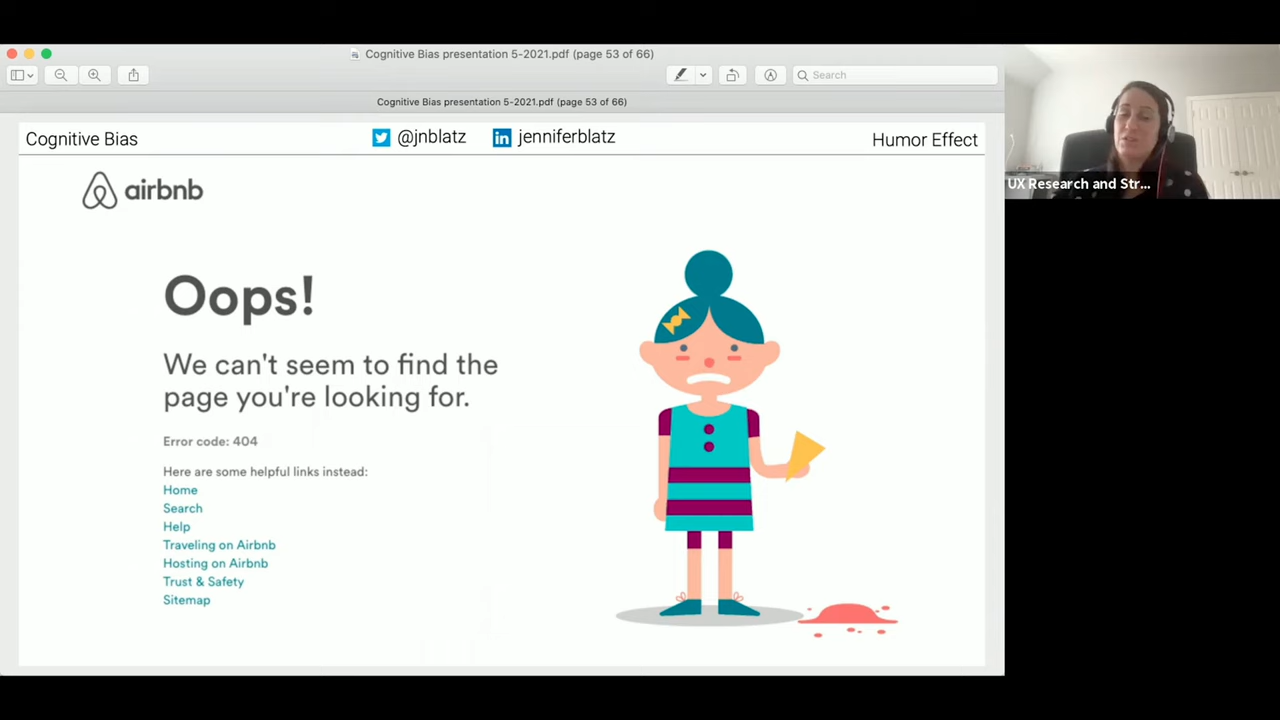 Cognitive Bias presentation 5-2021.pdf (page 53 of 66)
Search
Cognitive Bias presentation 5-2021.pdf (page 53 of 66)
Cognitive Bias
@jnblatz
in jenniferblatz
Humor Effect
UX Research and Str...
airbnb
Oops!
We can't seem to find the
page you're looking for.
Error code: 404
Here are some helpful links instead:
Home
Search
Help
Traveling on Airbnb
Hosting on Airbnb
Trust & Safety
Sitemap